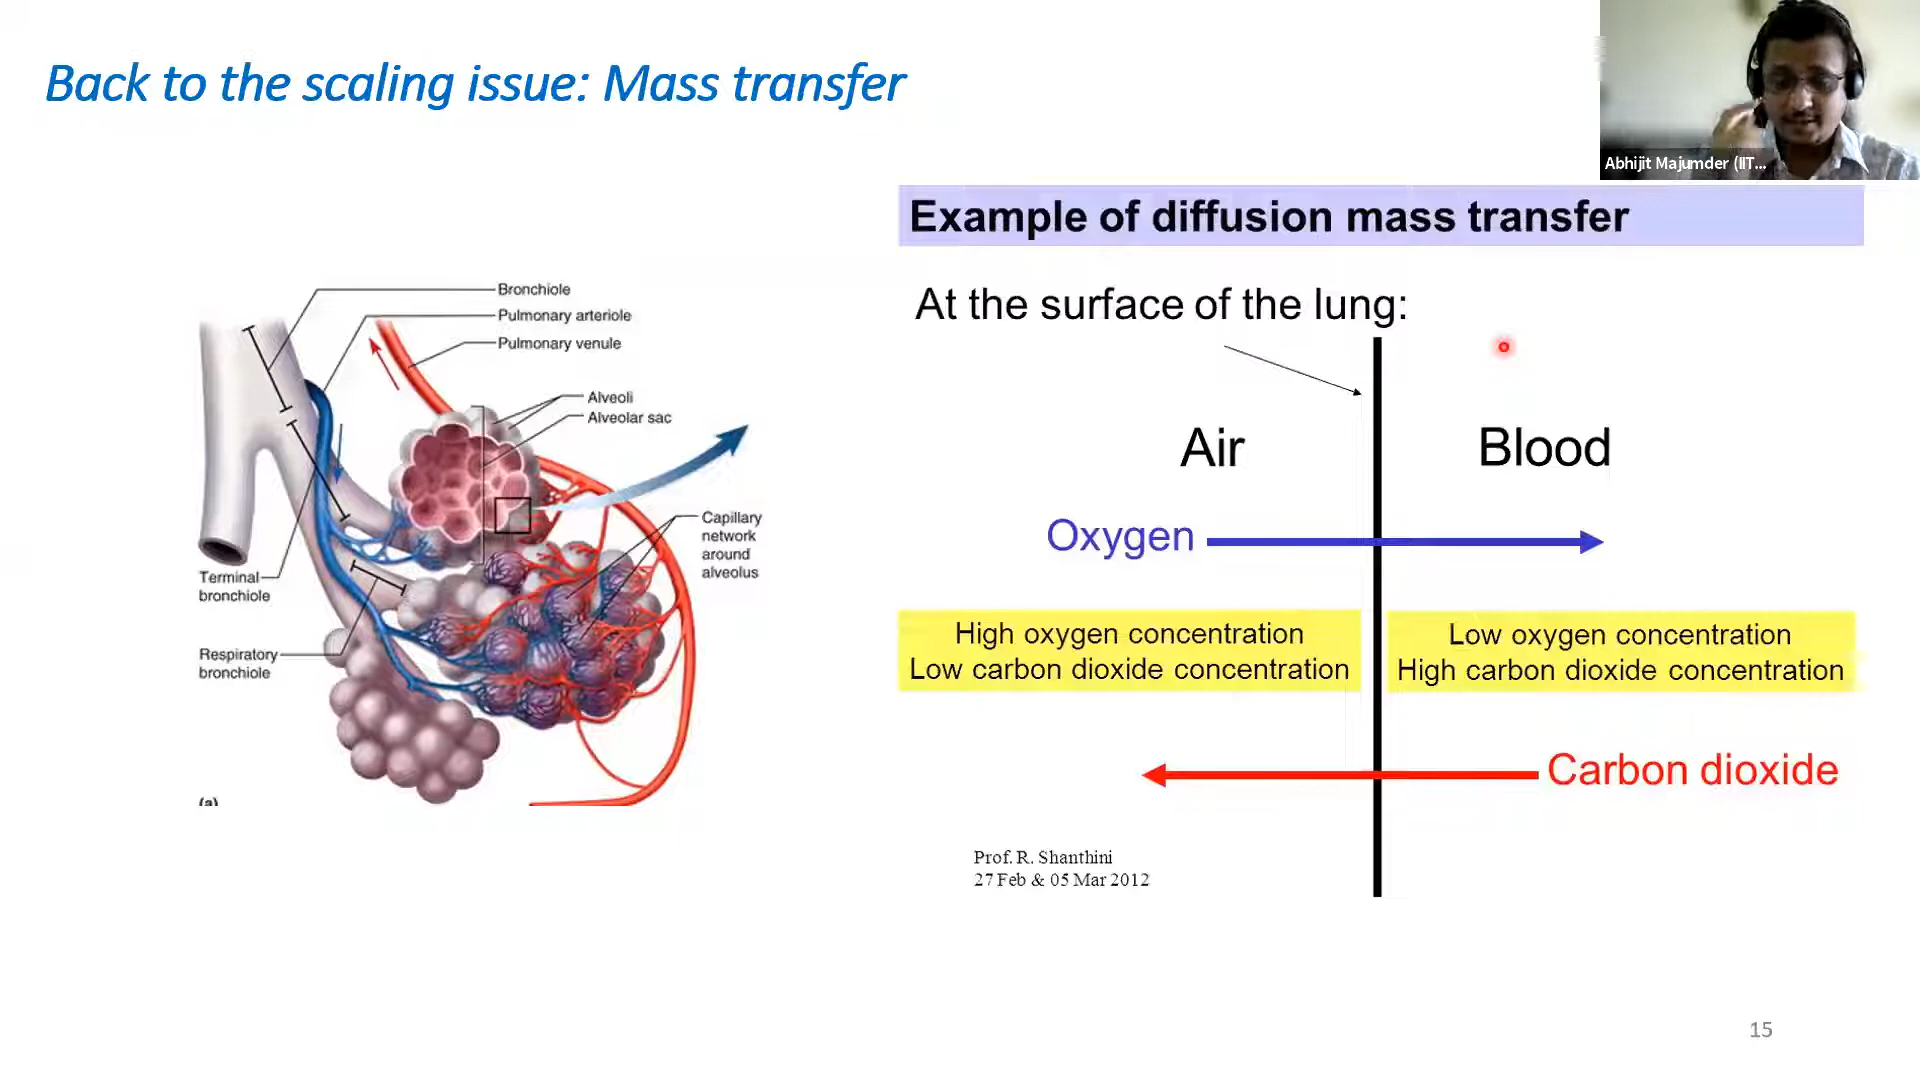 Back to the scaling issue: Mass transfer
Abhijit Majumder (IIT...
Example of diffusion mass transfer
At the surface of the lung:
Air
Blood
Oxygen
High oxygen concentration
Low carbon dioxide concentration
Low oxygen concentration
High carbon dioxide concentration
Carbon dioxide
Prof. R. Shanthini
27 Feb & 05 Mar 2012
Bronchiole
Pulmonary arteriole
Pulmonary venule
Alveoli
Alveolar sac
Capillary
network
around
alveolus
Terminal
bronchiole
Respiratory
bronchiole
(a)
15